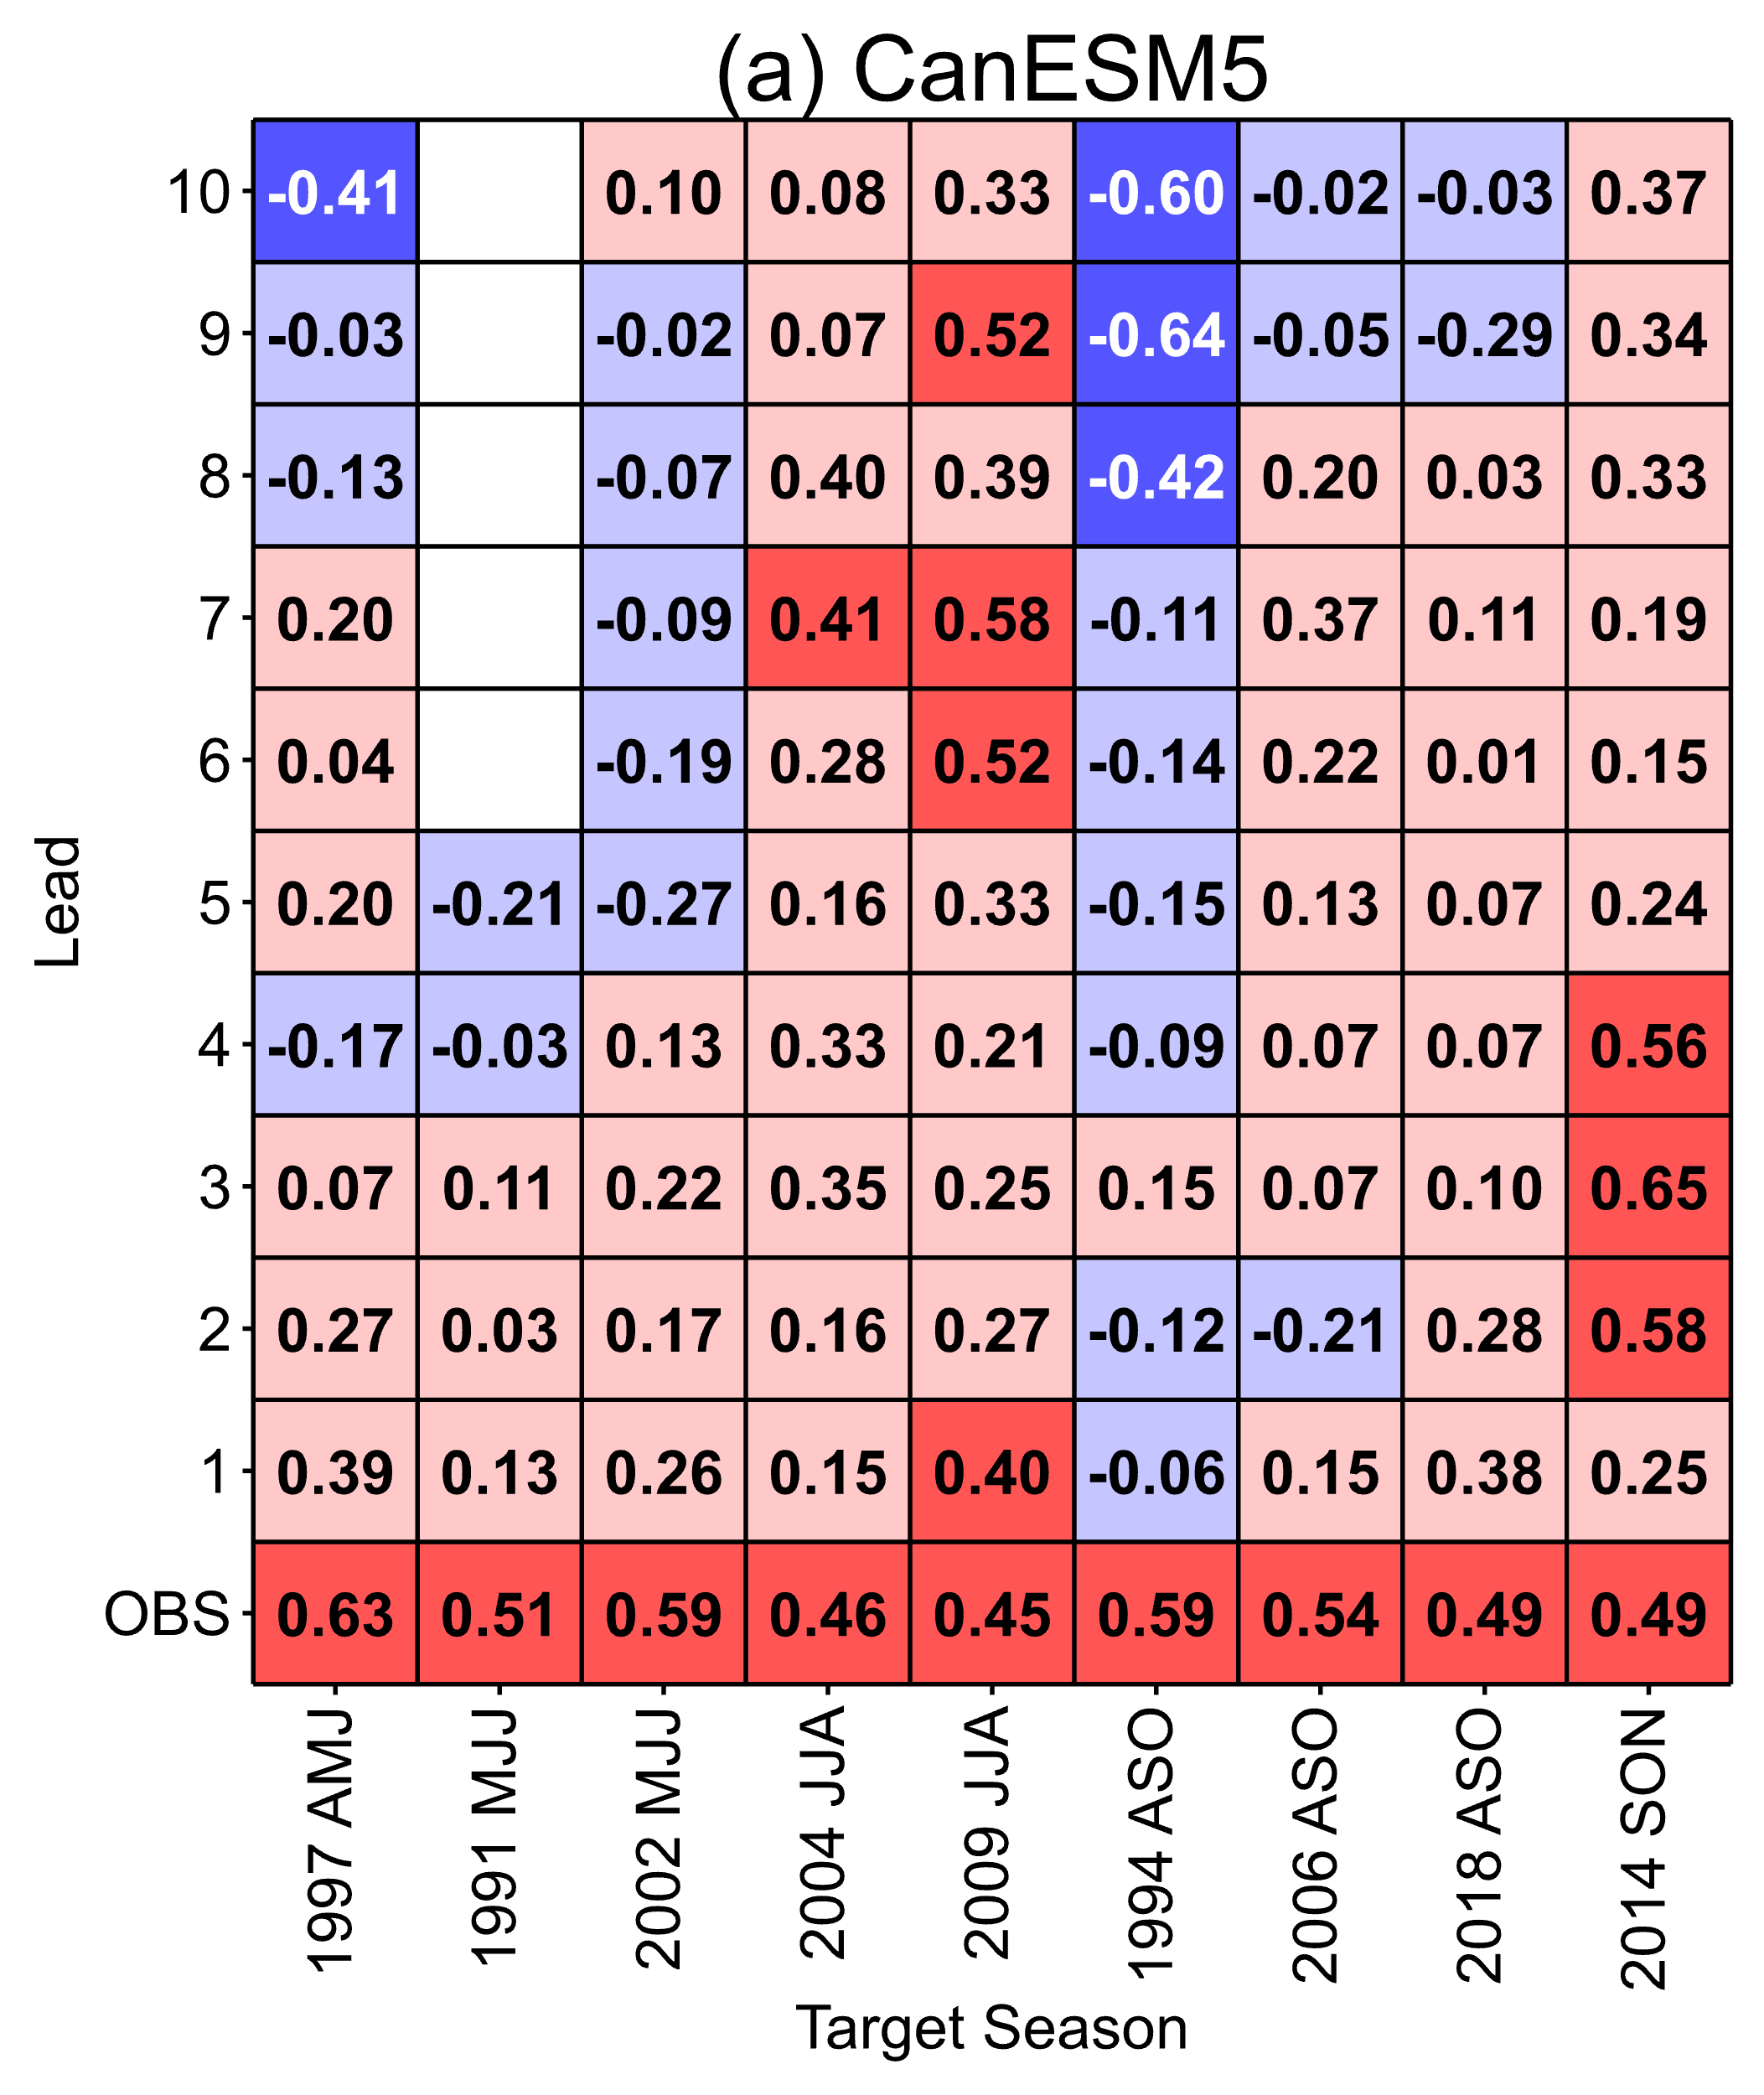 (a) CanESM5
10 -0.41 0.10 0.08 0.33 -0.60 -0.02 -0.03 0.37
9 -0.03 -0.02 0.07 0.52 -0.64 -0.05 -0.29 0.34
8 -0.13 -0.07 0.40 0.39 -0.42 0.20 0.03 0.33
7 0.20 -0.09 0.41 0.58 -0.11 0.37 0.11 0.19
6 0.04 -0.19 0.28 0.52 -0.14 0.22 0.01 0.15
5 0.20 -0.21 -0.27 0.16 0.33 -0.15 0.13 0.07 0.24
4 -0.17 -0.03 0.13 0.33 0.21 -0.09 0.07 0.07 0.56
3 0.07 0.11 0.22 0.35 0.25 0.15 0.07 0.10 0.65
2 0.27 0.03 0.17 0.16 0.27 -0.12 -0.21 0.28 0.58
1 0.39 0.13 0.26 0.15 0.40 -0.06 0.15 0.38 0.25
OBS 0.63 0.51 0.59 0.46 0.45 0.59 0.54 0.49 0.49
Lead
1997 AMJ
1991 MJJ
2002 MJJ
2004 JJA
2009 JJA
1994 ASO
2006 ASO
2018 ASO
2014 SON
Target Season